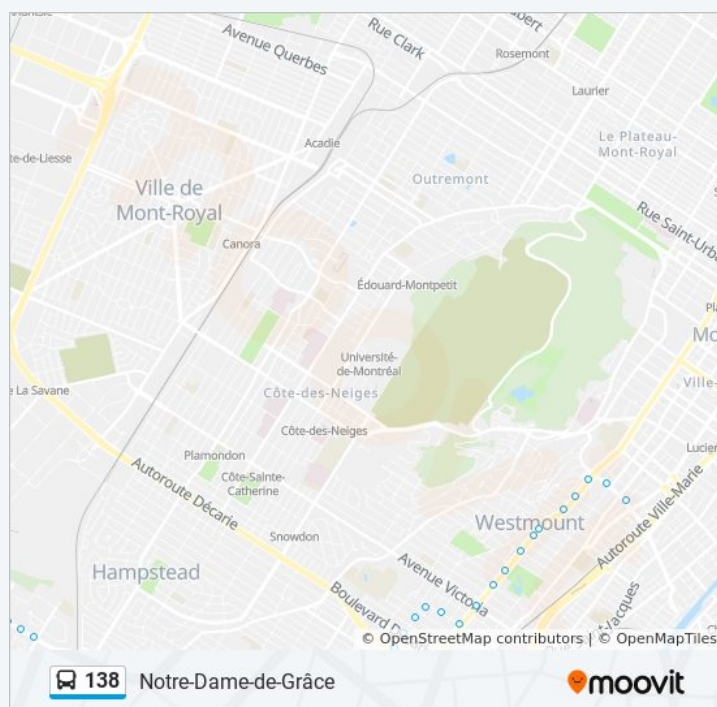 Avenue Querbes
Rue Clark
Rosemont
Laurier
Le Plateau-
Mont-Royal
Acadie
te-de-Liesse
Outremont
Ville de
Mont-Royal
Rue Saint-Urba
Canora
Édouard-Montpetit
Université-
de-Montréal
Côte-des-Neiges
Ville-
e La Savane
Côte-des-Neiges
Lucien
Plamondon
Autoroute Décarie
Côte-Sainte-
Catherine
Snowdon
Westmount
Autoroute Ville-Marie
Hampstead
Avenue Victoria
Boulevard D
© OpenStreetMap contributors | © OpenMapTiles
138 Notre-Dame-de-Grâce
moovit